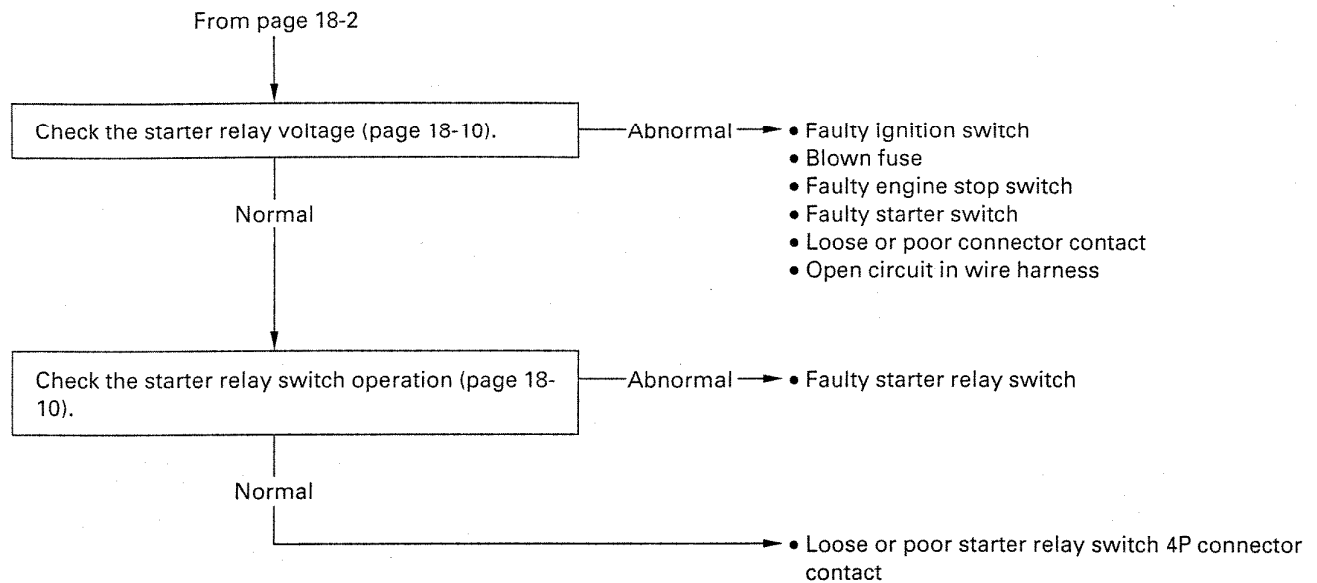 From page 18-2
Check the starter relay voltage (page 18-10).
Abnormal
• Faulty ignition switch
• Blown fuse
• Faulty engine stop switch
• Faulty starter switch
• Loose or poor connector contact
• Open circuit in wire harness
Normal
Check the starter relay switch operation (page 18-
10).
Abnormal
• Faulty starter relay switch
Normal
• Loose or poor starter relay switch 4P connector
contact